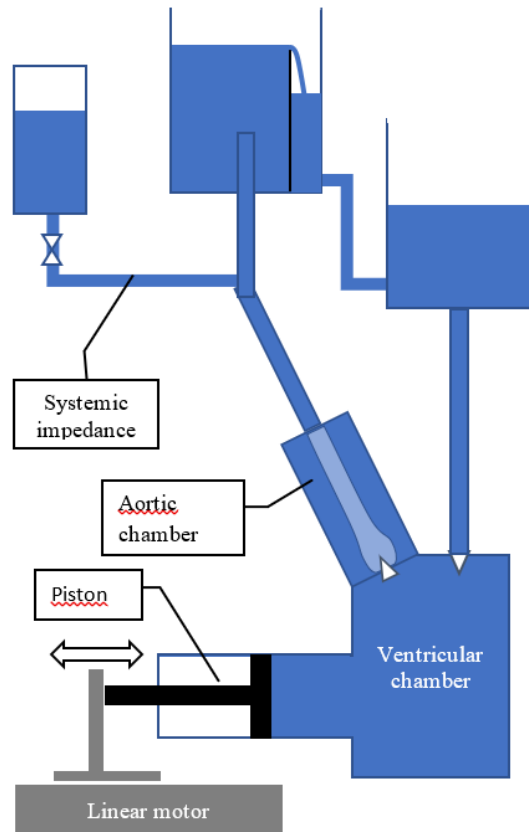 Systemic
impedance
Aortic
chamber
Piston
Ventricular
chamber
Linear motor